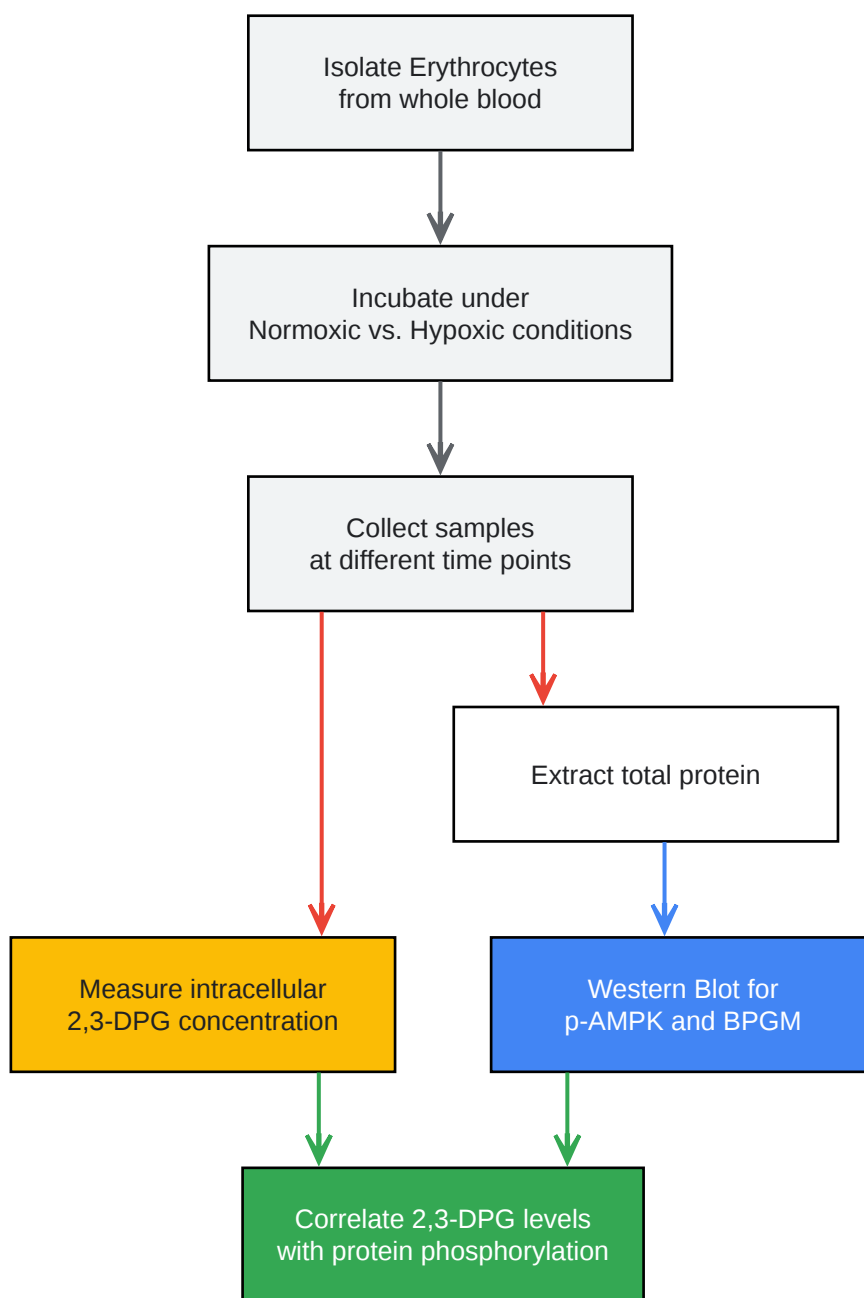 Isolate Erythrocytes
from whole blood
Incubate under
Normoxic vs. Hypoxic conditions
Collect samples
at different time points
Extract total protein
Measure intracellular
2,3-DPG concentration
Western Blot for
p-AMPK and BPGM
Correlate 2,3-DPG levels
with protein phosphorylation